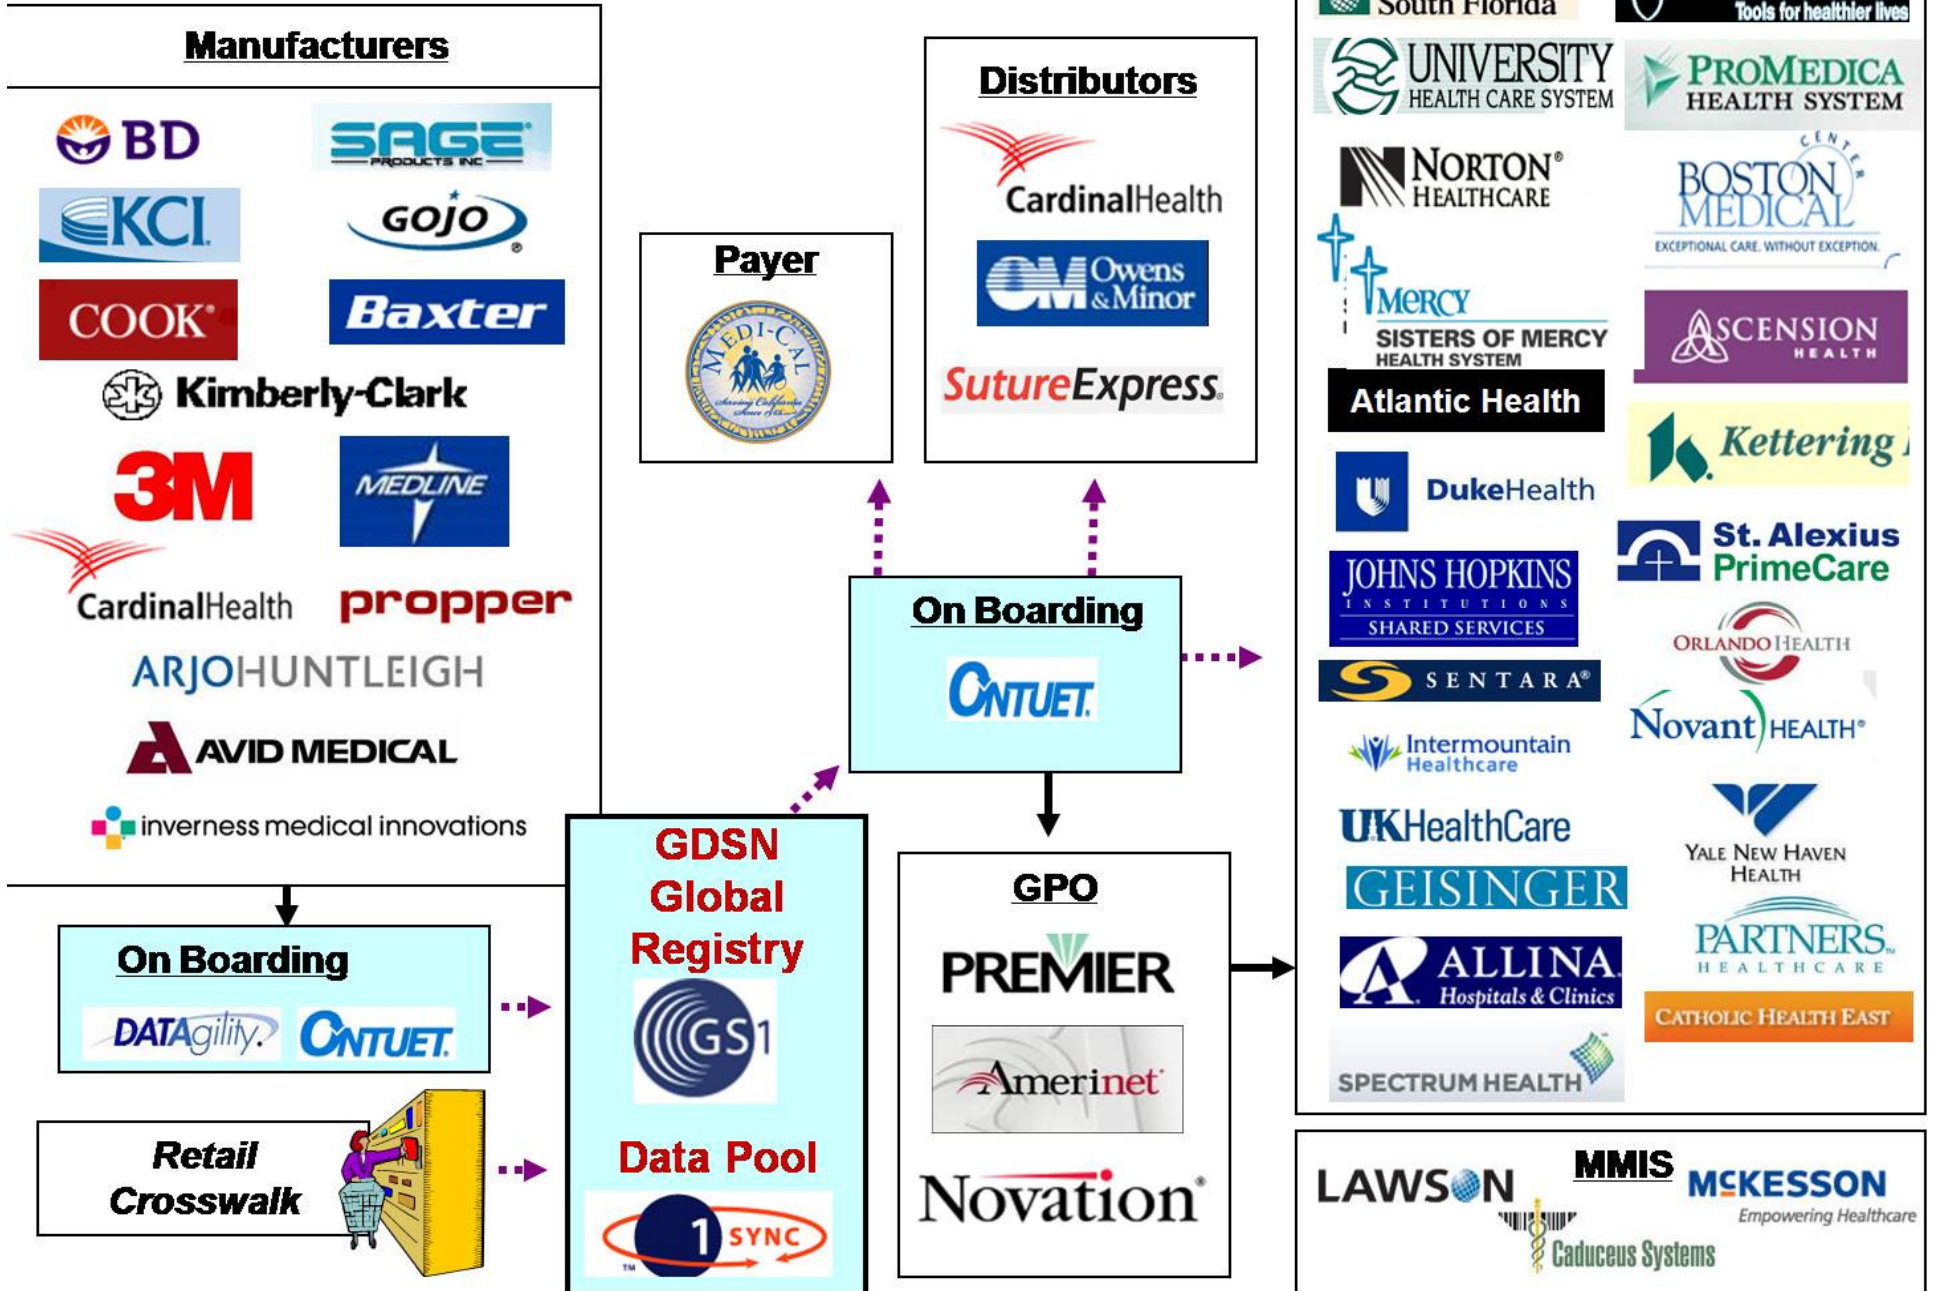 Manufacturers
BD
SAGE
PRODUCTS INC
KCI.
GOJO
COOK®
Baxter
Kimberly-Clark
3M
MEDLINE
CardinalHealth
propper
ARJOHUNTLEIGH
AVID MEDICAL
inverness medical innovations
On Boarding
DATAgility.
ONTUET.
Retail
Crosswalk
GDSN
Global
Registry
GS1
Data Pool
1 SYNC
TM
Payer
MEDI-CAL
Serving California
Distributors
CardinalHealth
OM Owens
& Minor
SutureExpress
On Boarding
ONTUET.
GPO
PREMIER
Amerinet
Novation®
South Florida
Tools for healthier lives
UNIVERSITY
HEALTH CARE SYSTEM
PROMEDICA
HEALTH SYSTEM
NORTON®
HEALTHCARE
BOSTON
MEDICAL
CENTER
EXCEPTIONAL CARE. WITHOUT EXCEPTION.
MERCY
SISTERS OF MERCY
HEALTH SYSTEM
ASCENSION
HEALTH
Atlantic Health
Kettering
DukeHealth
St. Alexius
PrimeCare
JOHNS HOPKINS
INSTITUTIONS
SHARED SERVICES
ORLANDO HEALTH
SENTARA®
Novant HEALTH®
Intermountain
Healthcare
UKHealthCare
YALE NEW HAVEN
HEALTH
GEISINGER
PARTNERS
HEALTHCARE
ALLINA
Hospitals & Clinics
CATHOLIC HEALTH EAST
SPECTRUM HEALTH
MMIS
LAWSON
MCKESSON
Empowering Healthcare
Caduceus Systems